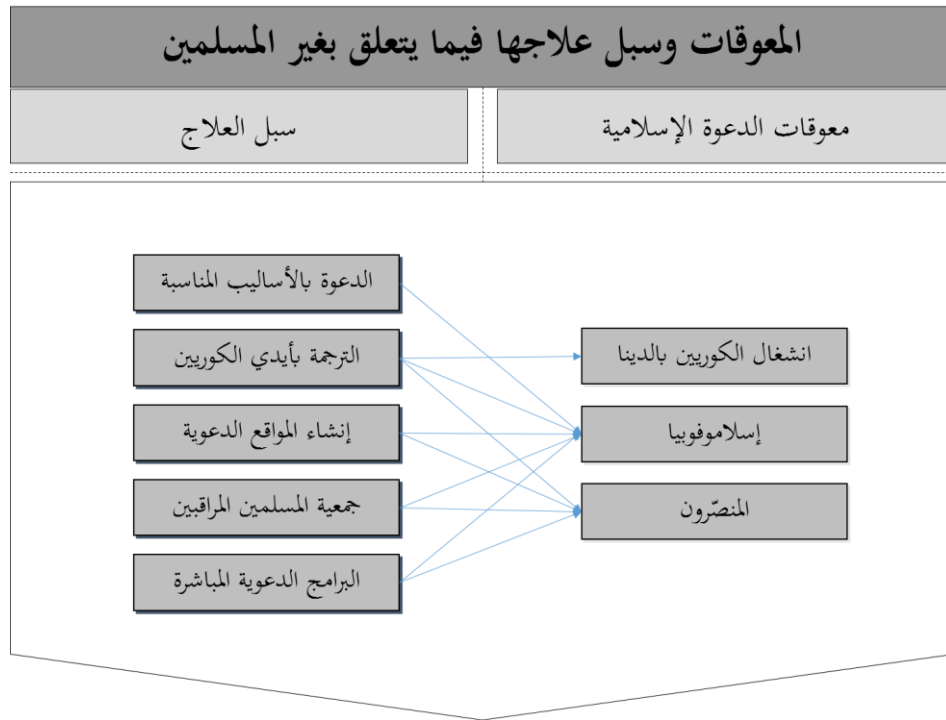 المعوقات وسبل علاجها فيما يتعلق بغير المسلمين
معوقات الدعوة الإسلامية
سبل العلاج
انشغال الكوريين بالدينا
إسلاموفوبيا
المنصّرون
الدعوة بالأساليب المناسبة
الترجمة بأيدي الكوريين
إنشاء المواقع الدعوية
جمعية المسلمين المراقبين
البرامج الدعوية المباشرة